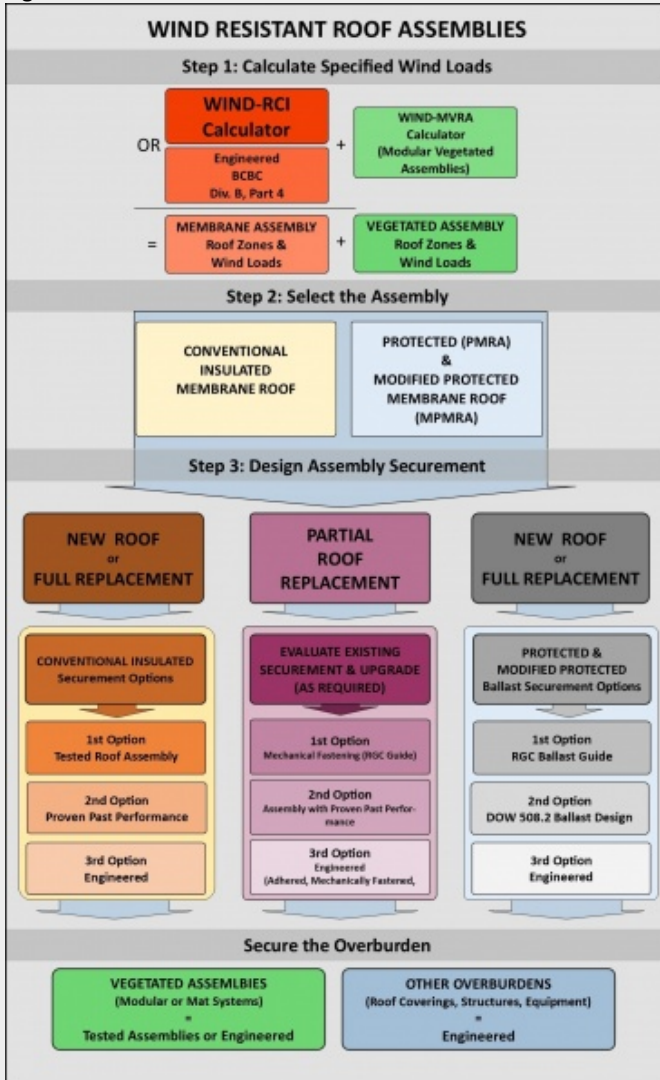 WIND RESISTANT ROOF ASSEMBLIES
Step 1: Calculate Specified Wind Loads
WIND-RCI
Calculator
OR
Engineered
BCBC
Div. B, Part 4
+
WIND-MVRA
Calculator
(Modular Vegetated
Assemblies)
=
MEMBRANE ASSEMBLY
Roof Zones &
Wind Loads
+
VEGETATED ASSEMBLY
Roof Zones &
Wind Loads
Step 2: Select the Assembly
CONVENTIONAL
INSULATED
MEMBRANE ROOF
PROTECTED (PMRA)
&
MODIFIED PROTECTED
MEMBRANE ROOF
(MPMRA)
Step 3: Design Assembly Securement
NEW ROOF
or
FULL REPLACEMENT
CONVENTIONAL INSULATED
Securement Options
1st Option
Tested Roof Assembly
2nd Option
Proven Past Performance
3rd Option
Engineered
PARTIAL
ROOF
REPLACEMENT
EVALUATE EXISTING
SECUREMENT & UPGRADE
(AS REQUIRED)
1st Option
Mechanical Fastening (RGC Guide)
2nd Option
Assembly with Proven Past Perfor-
mance
3rd Option
Engineered
(Adhered, Mechanically Fastened,
NEW ROOF
or
FULL REPLACEMENT
PROTECTED &
MODIFIED PROTECTED
Ballast Securement Options
1st Option
RGC Ballast Guide
2nd Option
DOW 508.2 Ballast Design
3rd Option
Engineered
Secure the Overburden
VEGETATED ASSEMLBIES
(Modular or Mat Systems)
=
Tested Assemblies or Engineered
OTHER OVERBURDENS
(Roof Coverings, Structures, Equipment)
=
Engineered